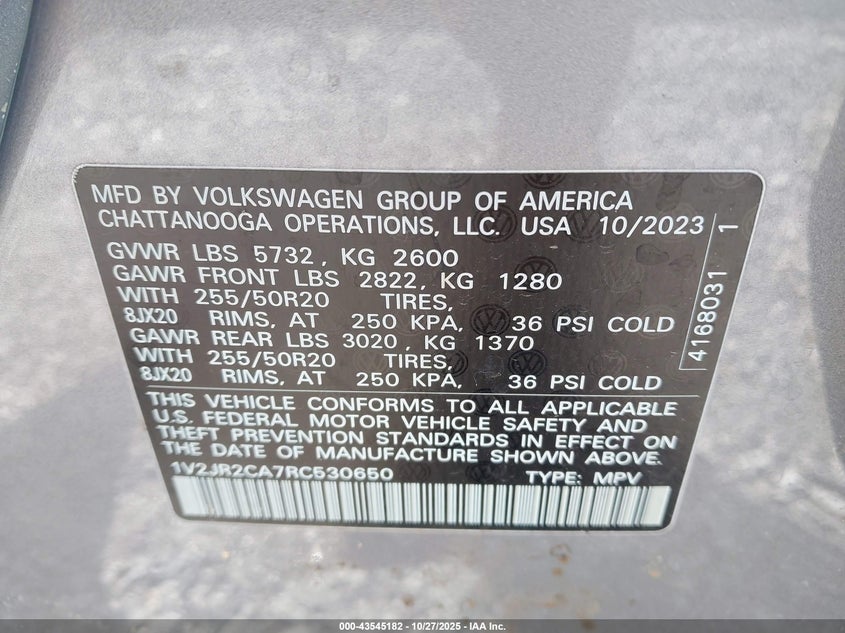 MFD BY VOLKSWAGEN GROUP OF AMERICA
CHATTANOOGA OPERATIONS, LLC. USA 10/2023
GVWR LBS 5732, KG 2600
GAWR FRONT LBS 2822, KG 1280
WITH 255/50R20 TIRES,
8JX20 RIMS, AT 250 KPA, 36 PSI COLD
GAWR REAR LBS 3020, KG 1370
WITH 255/50R20 TIRES,
8JX20 RIMS, AT 250 KPA, 36 PSI COLD
THIS VEHICLE CONFORMS TO ALL APPLICABLE
U.S. FEDERAL MOTOR VEHICLE SAFETY AND
THEFT PREVENTION STANDARDS IN EFFECT ON
THE DATE OF MANUFACTURE SHOWN ABOVE.
1V2JR2CA7RC530650 TYPE: MPV
4168031 1
000-43545182 - 10/27/2025 - IAA Inc.